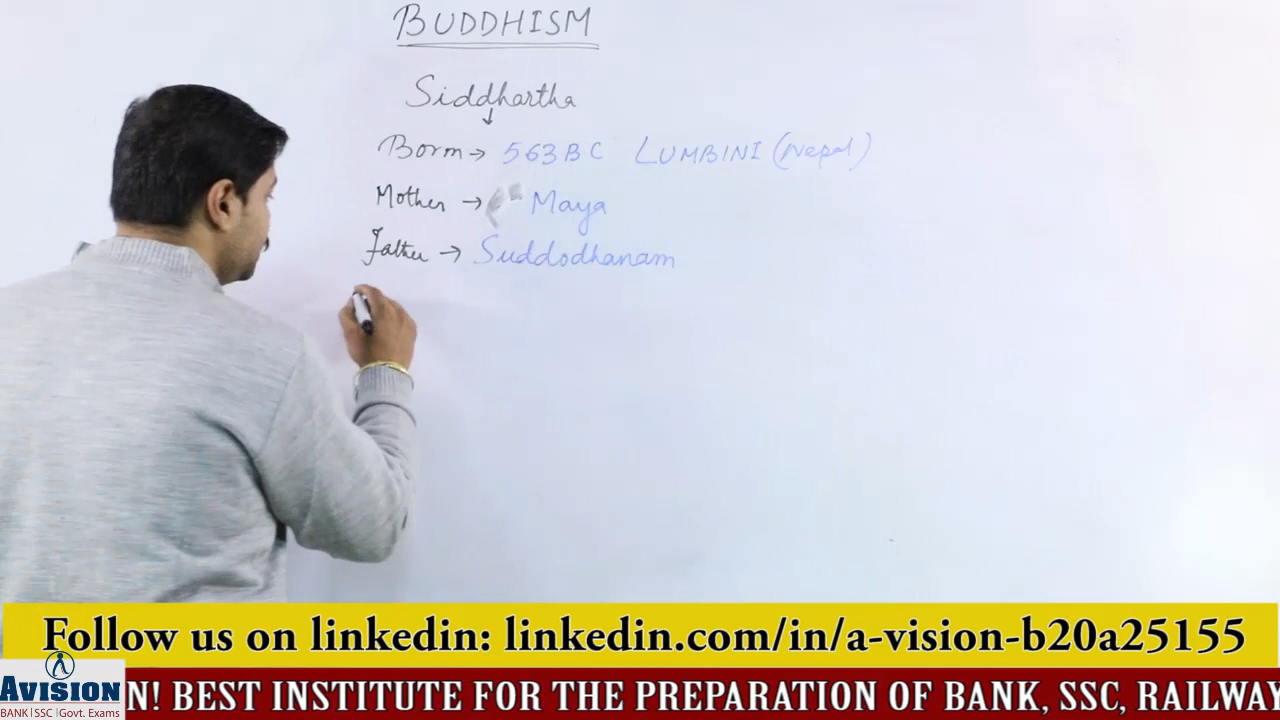 BUDDHISM
Siddhartha
↓
Born → 563 BC LUMBINI (Nepal)
Mother → Maya
Father → Suddodhanam
Follow us on linkedin: linkedin.com/in/a-vision-b20a25155
AVISION
BANK|SSC|Govt. Exams
N! BEST INSTITUTE FOR THE PREPARATION OF BANK, SSC, RAILWAY